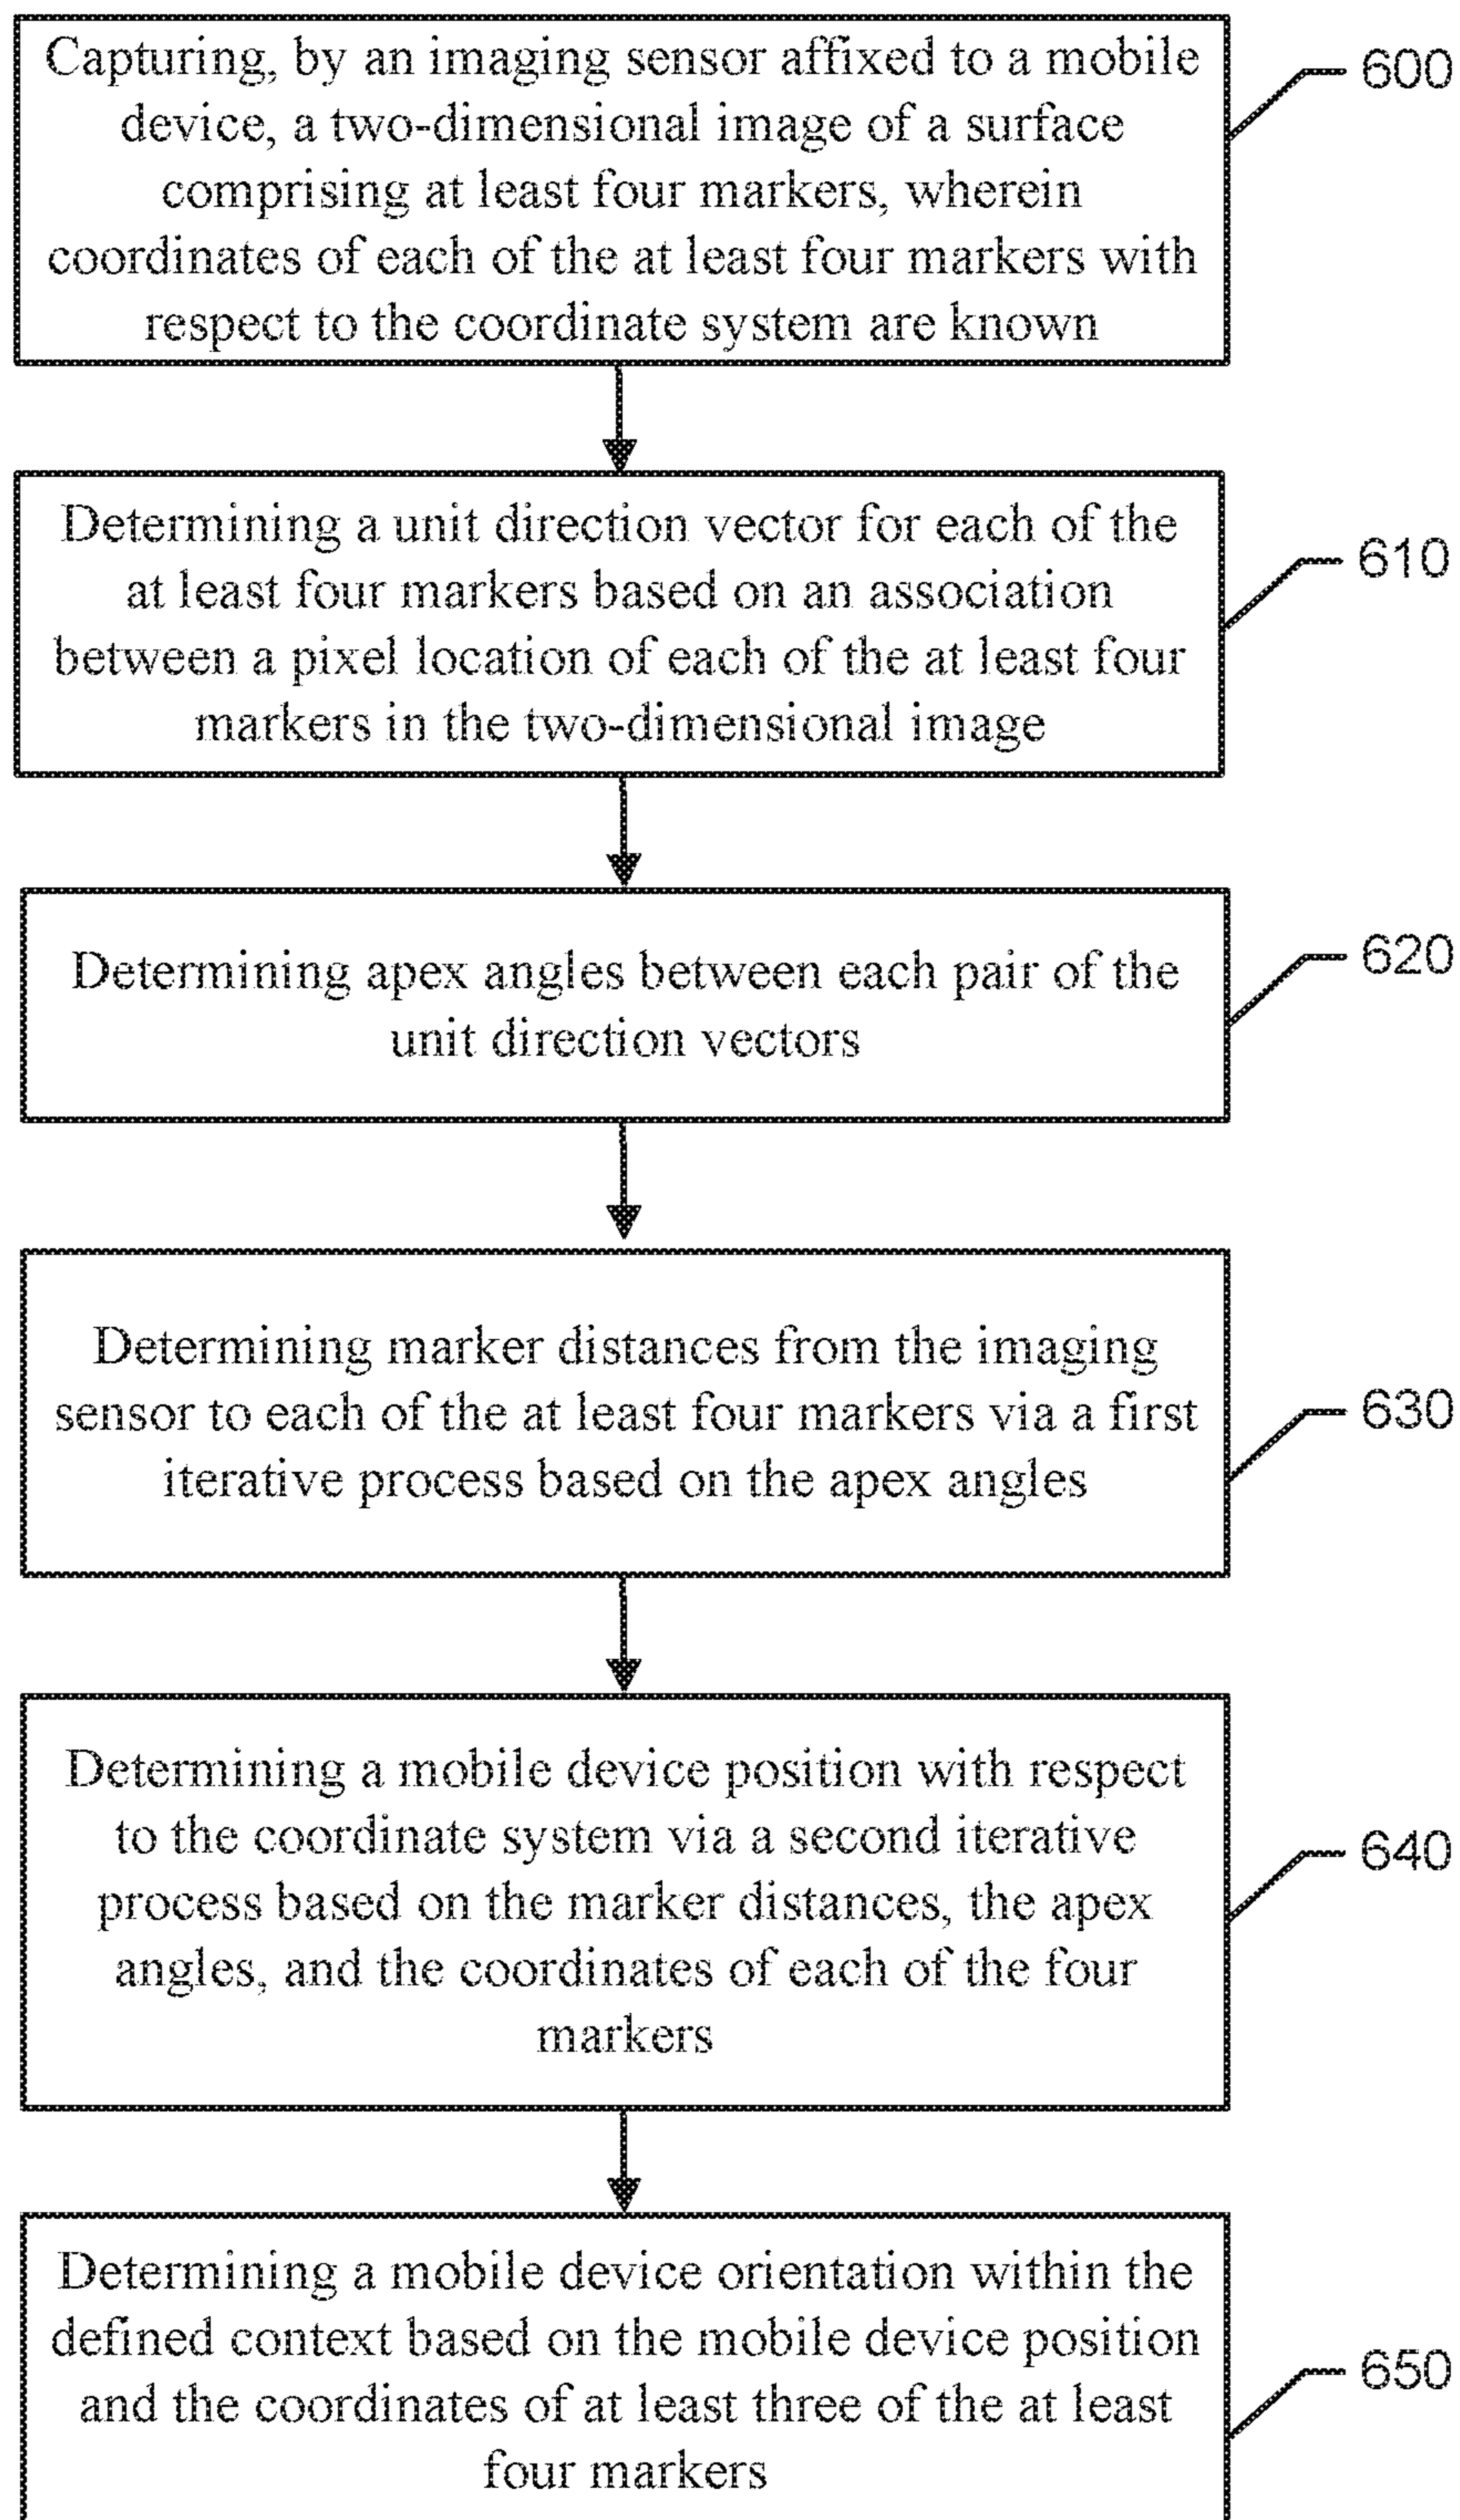 Capturing, by an imaging sensor affixed to a mobile
device, a two-dimensional image of a surface
comprising at least four markers, wherein
coordinates of each of the at least four markers with
respect to the coordinate system are known
600
Determining a unit direction vector for each of the
at least four markers based on an association
between a pixel location of each of the at least four
markers in the two-dimensional image
610
Determining apex angles between each pair of the
unit direction vectors
620
Determining marker distances from the imaging
sensor to each of the at least four markers via a first
iterative process based on the apex angles
630
Determining a mobile device position with respect
to the coordinate system via a second iterative
process based on the marker distances, the apex
angles, and the coordinates of each of the four
markers
640
Determining a mobile device orientation within the
defined context based on the mobile device position
and the coordinates of at least three of the at least
four markers
650